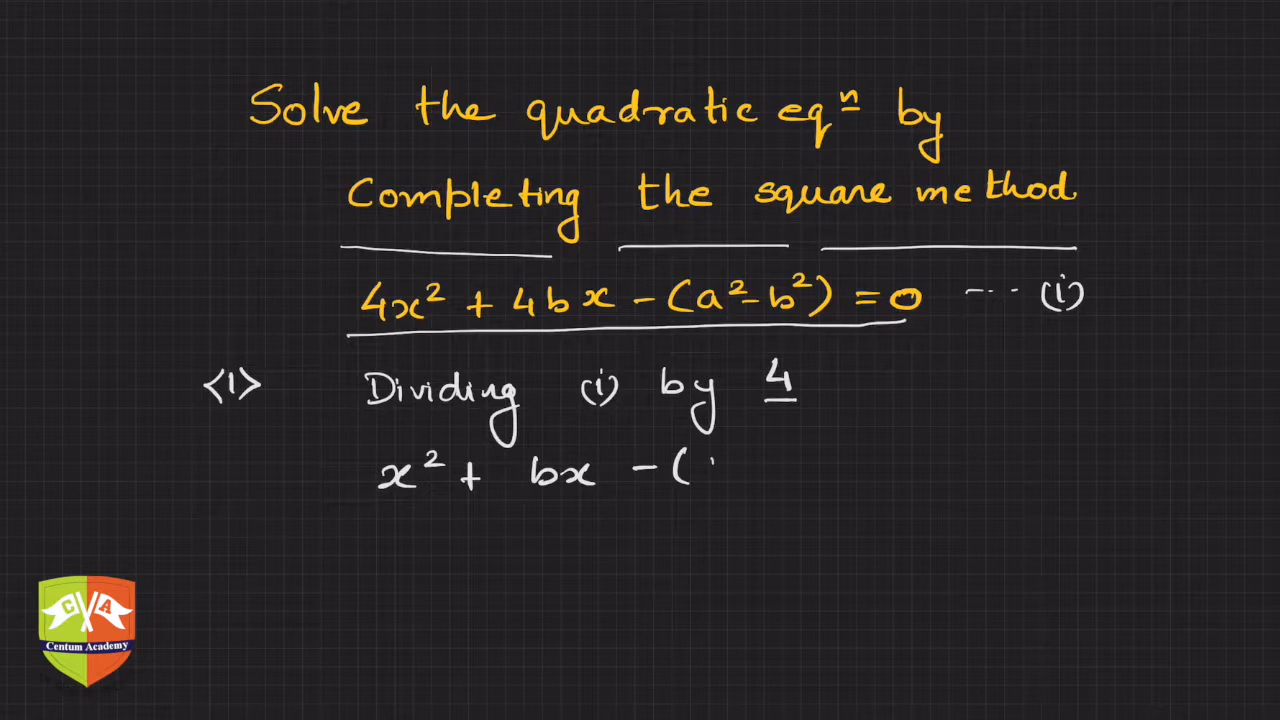 Solve the quadratic eqⁿ by
Completing the square method
4x² + 4bx - (a² - b²) = 0 --- (i)
<1> Dividing (i) by 4
x² + bx - (
C A
Centum Academy